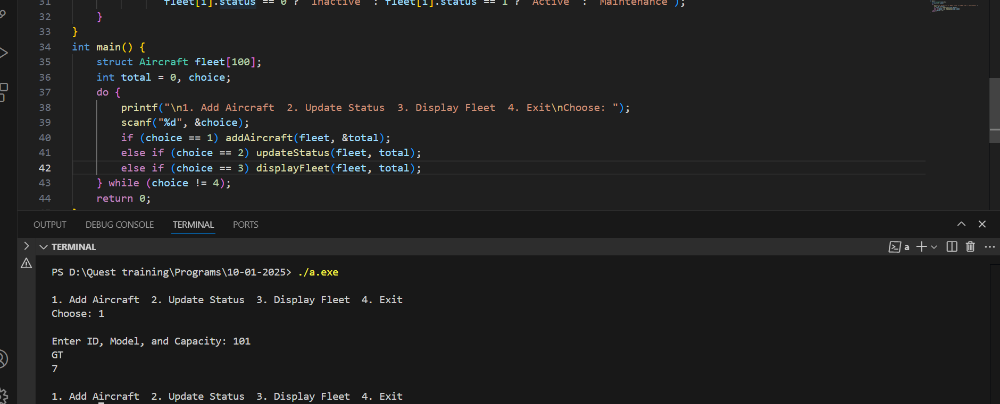 31 fleet[i].status == 0 ? "Inactive" : fleet[i].status == 1 ? "Active" : "Maintenance");
32 }
33 }
34 int main() {
35 struct Aircraft fleet[100];
36 int total = 0, choice;
37 do {
38 printf("\n1. Add Aircraft  2. Update Status  3. Display Fleet  4. Exit\nChoose: ");
39 scanf("%d", &choice);
40 if (choice == 1) addAircraft(fleet, &total);
41 else if (choice == 2) updateStatus(fleet, total);
42 else if (choice == 3) displayFleet(fleet, total);
43 } while (choice != 4);
44 return 0;
OUTPUT DEBUG CONSOLE TERMINAL PORTS
TERMINAL a
PS D:\Quest training\Programs\10-01-2025> ./a.exe
1. Add Aircraft  2. Update Status  3. Display Fleet  4. Exit
Choose: 1
Enter ID, Model, and Capacity: 101
GT
7
1. Add Aircraft  2. Update Status  3. Display Fleet  4. Exit